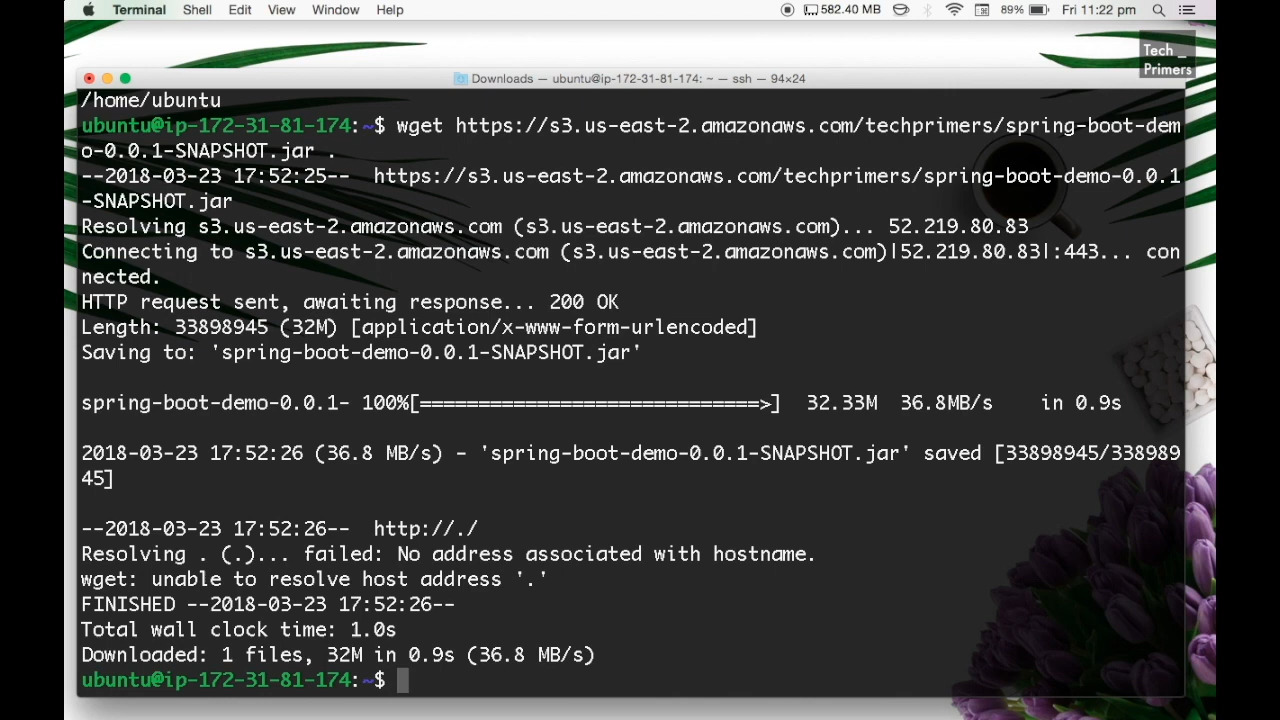 Terminal Shell Edit View Window Help 582.40 MB 89% Fri 11:22 pm
Tech _
Primers
Downloads — ubuntu@ip-172-31-81-174: ~ — ssh — 94×24
/home/ubuntu
ubuntu@ip-172-31-81-174:~$ wget https://s3.us-east-2.amazonaws.com/techprimers/spring-boot-dem
o-0.0.1-SNAPSHOT.jar .
--2018-03-23 17:52:25--  https://s3.us-east-2.amazonaws.com/techprimers/spring-boot-demo-0.0.1
-SNAPSHOT.jar
Resolving s3.us-east-2.amazonaws.com (s3.us-east-2.amazonaws.com)... 52.219.80.83
Connecting to s3.us-east-2.amazonaws.com (s3.us-east-2.amazonaws.com)|52.219.80.83|:443... con
nected.
HTTP request sent, awaiting response... 200 OK
Length: 33898945 (32M) [application/x-www-form-urlencoded]
Saving to: 'spring-boot-demo-0.0.1-SNAPSHOT.jar'
spring-boot-demo-0.0.1- 100%[=============================>]  32.33M  36.8MB/s    in 0.9s
2018-03-23 17:52:26 (36.8 MB/s) - 'spring-boot-demo-0.0.1-SNAPSHOT.jar' saved [33898945/338989
45]
--2018-03-23 17:52:26--  http://./
Resolving . (.)... failed: No address associated with hostname.
wget: unable to resolve host address '.'
FINISHED --2018-03-23 17:52:26--
Total wall clock time: 1.0s
Downloaded: 1 files, 32M in 0.9s (36.8 MB/s)
ubuntu@ip-172-31-81-174:~$